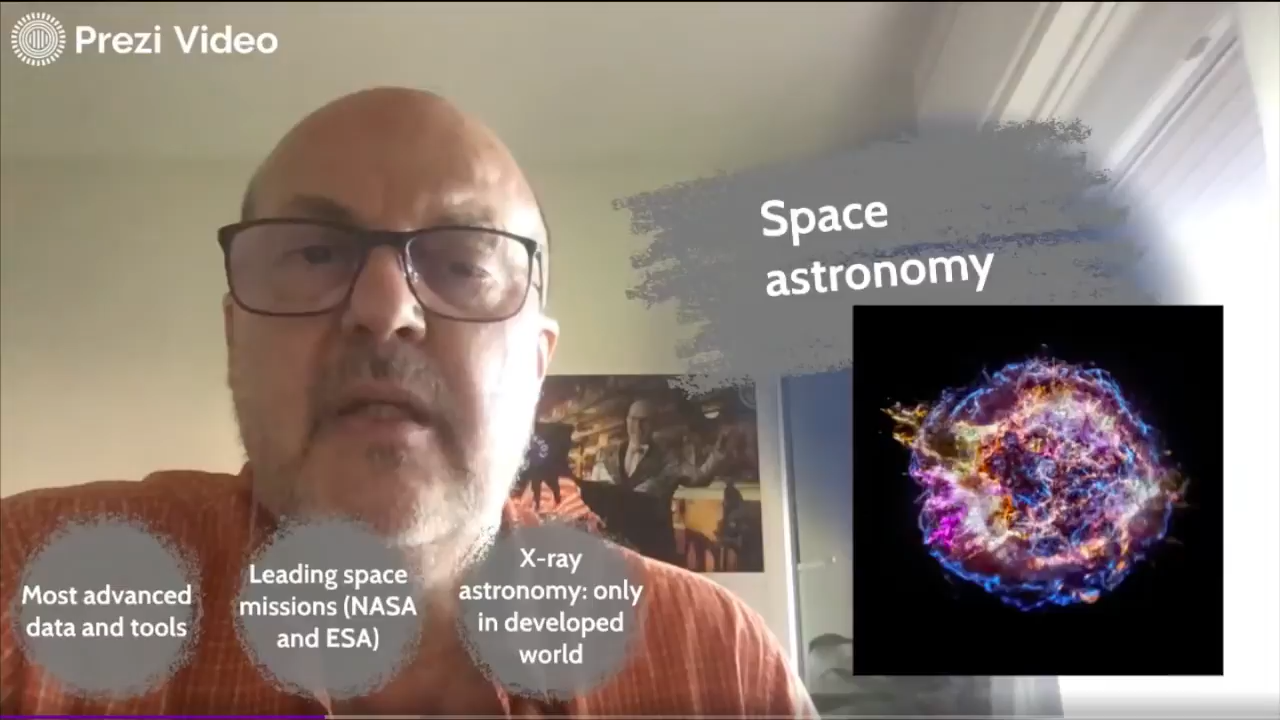 Prezi Video
Space
astronomy
Most advanced
data and tools
Leading space
missions (NASA
and ESA)
X-ray
astronomy: only
in developed
world